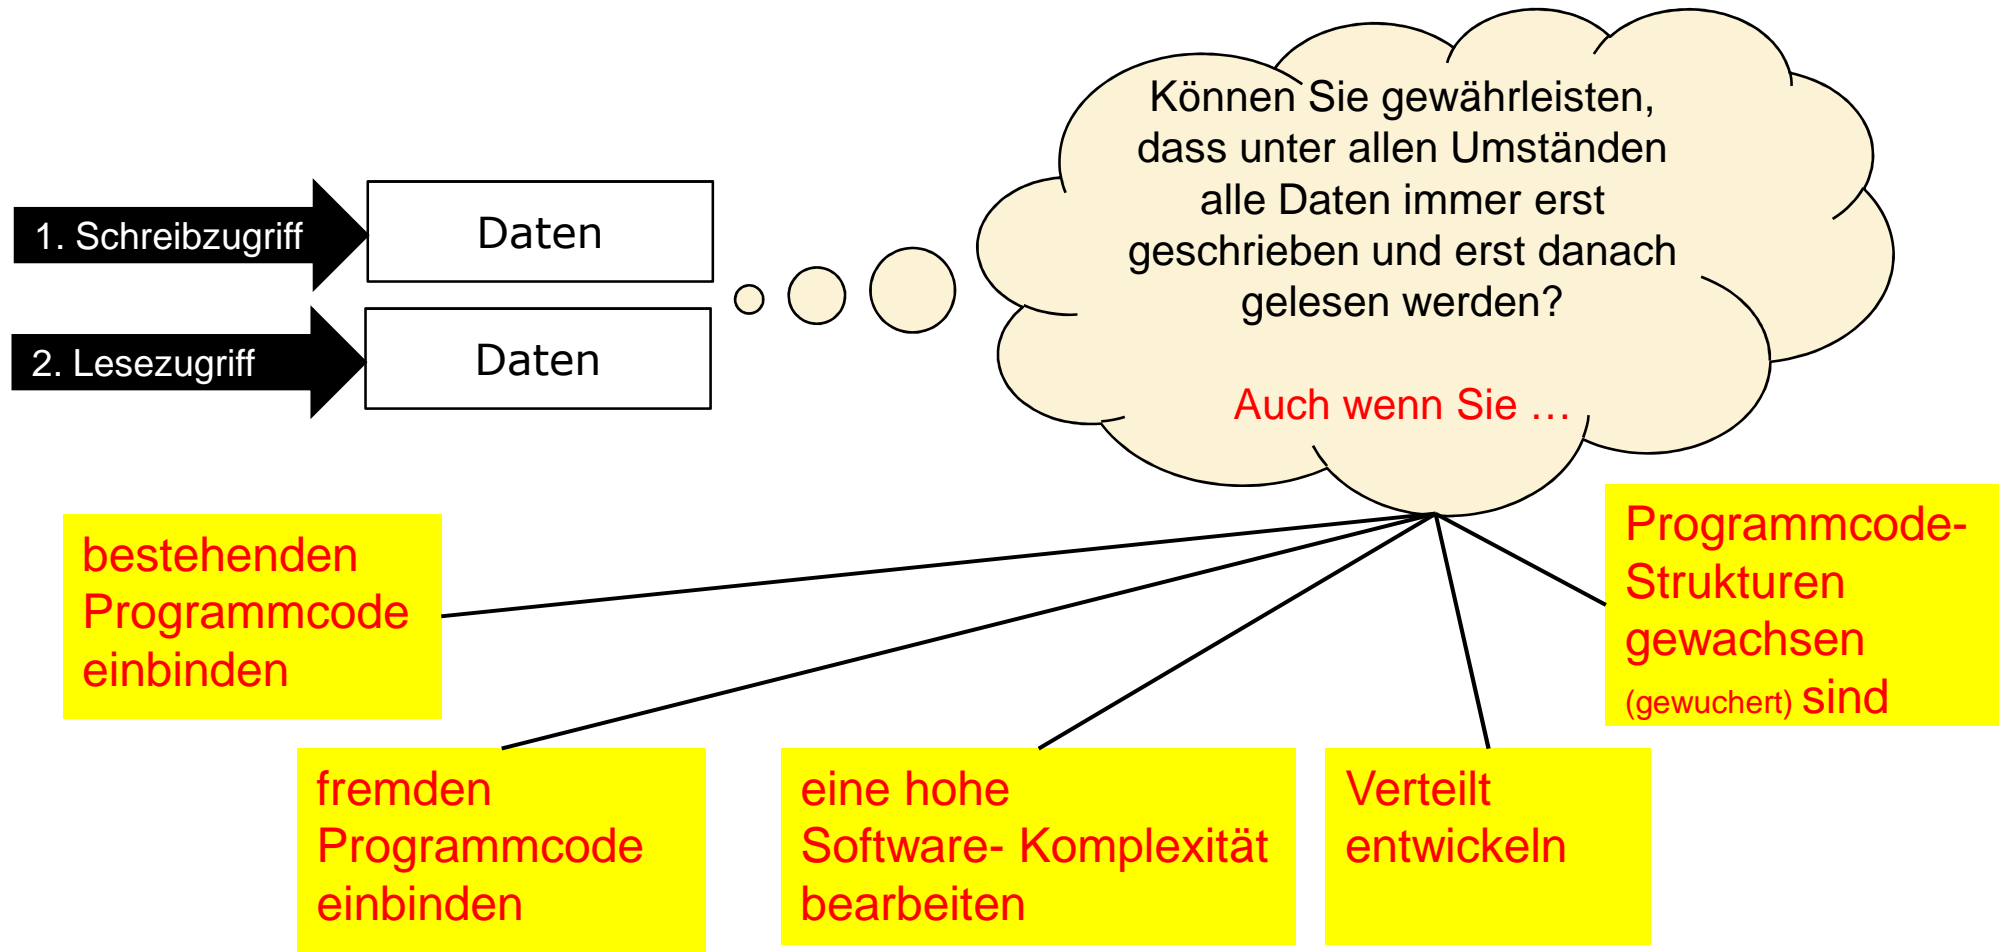 1. Schreibzugriff
Daten
2. Lesezugriff
Daten
Können Sie gewährleisten,
dass unter allen Umständen
alle Daten immer erst
geschrieben und erst danach
gelesen werden?
Auch wenn Sie …
bestehenden
Programmcode
einbinden
fremden
Programmcode
einbinden
eine hohe
Software- Komplexität
bearbeiten
Verteilt
entwickeln
Programmcode-
Strukturen
gewachsen
(gewuchert) sind